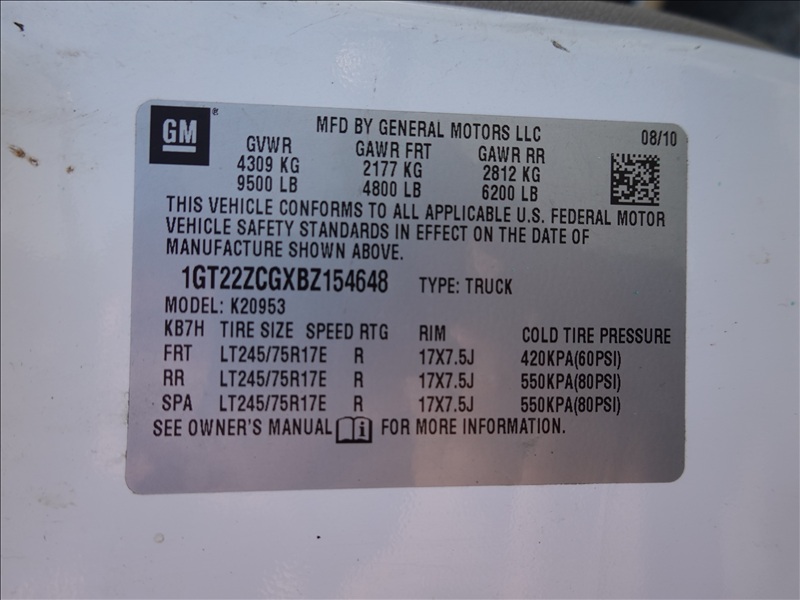 GM ®
MFD BY GENERAL MOTORS LLC 08/10
GVWR GAWR FRT GAWR RR
4309 KG 2177 KG 2812 KG
9500 LB 4800 LB 6200 LB
THIS VEHICLE CONFORMS TO ALL APPLICABLE U.S. FEDERAL MOTOR
VEHICLE SAFETY STANDARDS IN EFFECT ON THE DATE OF
MANUFACTURE SHOWN ABOVE.
1GT22ZCGXBZ154648 TYPE: TRUCK
MODEL: K20953
KB7H TIRE SIZE SPEED RTG RIM COLD TIRE PRESSURE
FRT LT245/75R17E R 17X7.5J 420KPA(60PSI)
RR LT245/75R17E R 17X7.5J 550KPA(80PSI)
SPA LT245/75R17E R 17X7.5J 550KPA(80PSI)
SEE OWNER'S MANUAL FOR MORE INFORMATION.